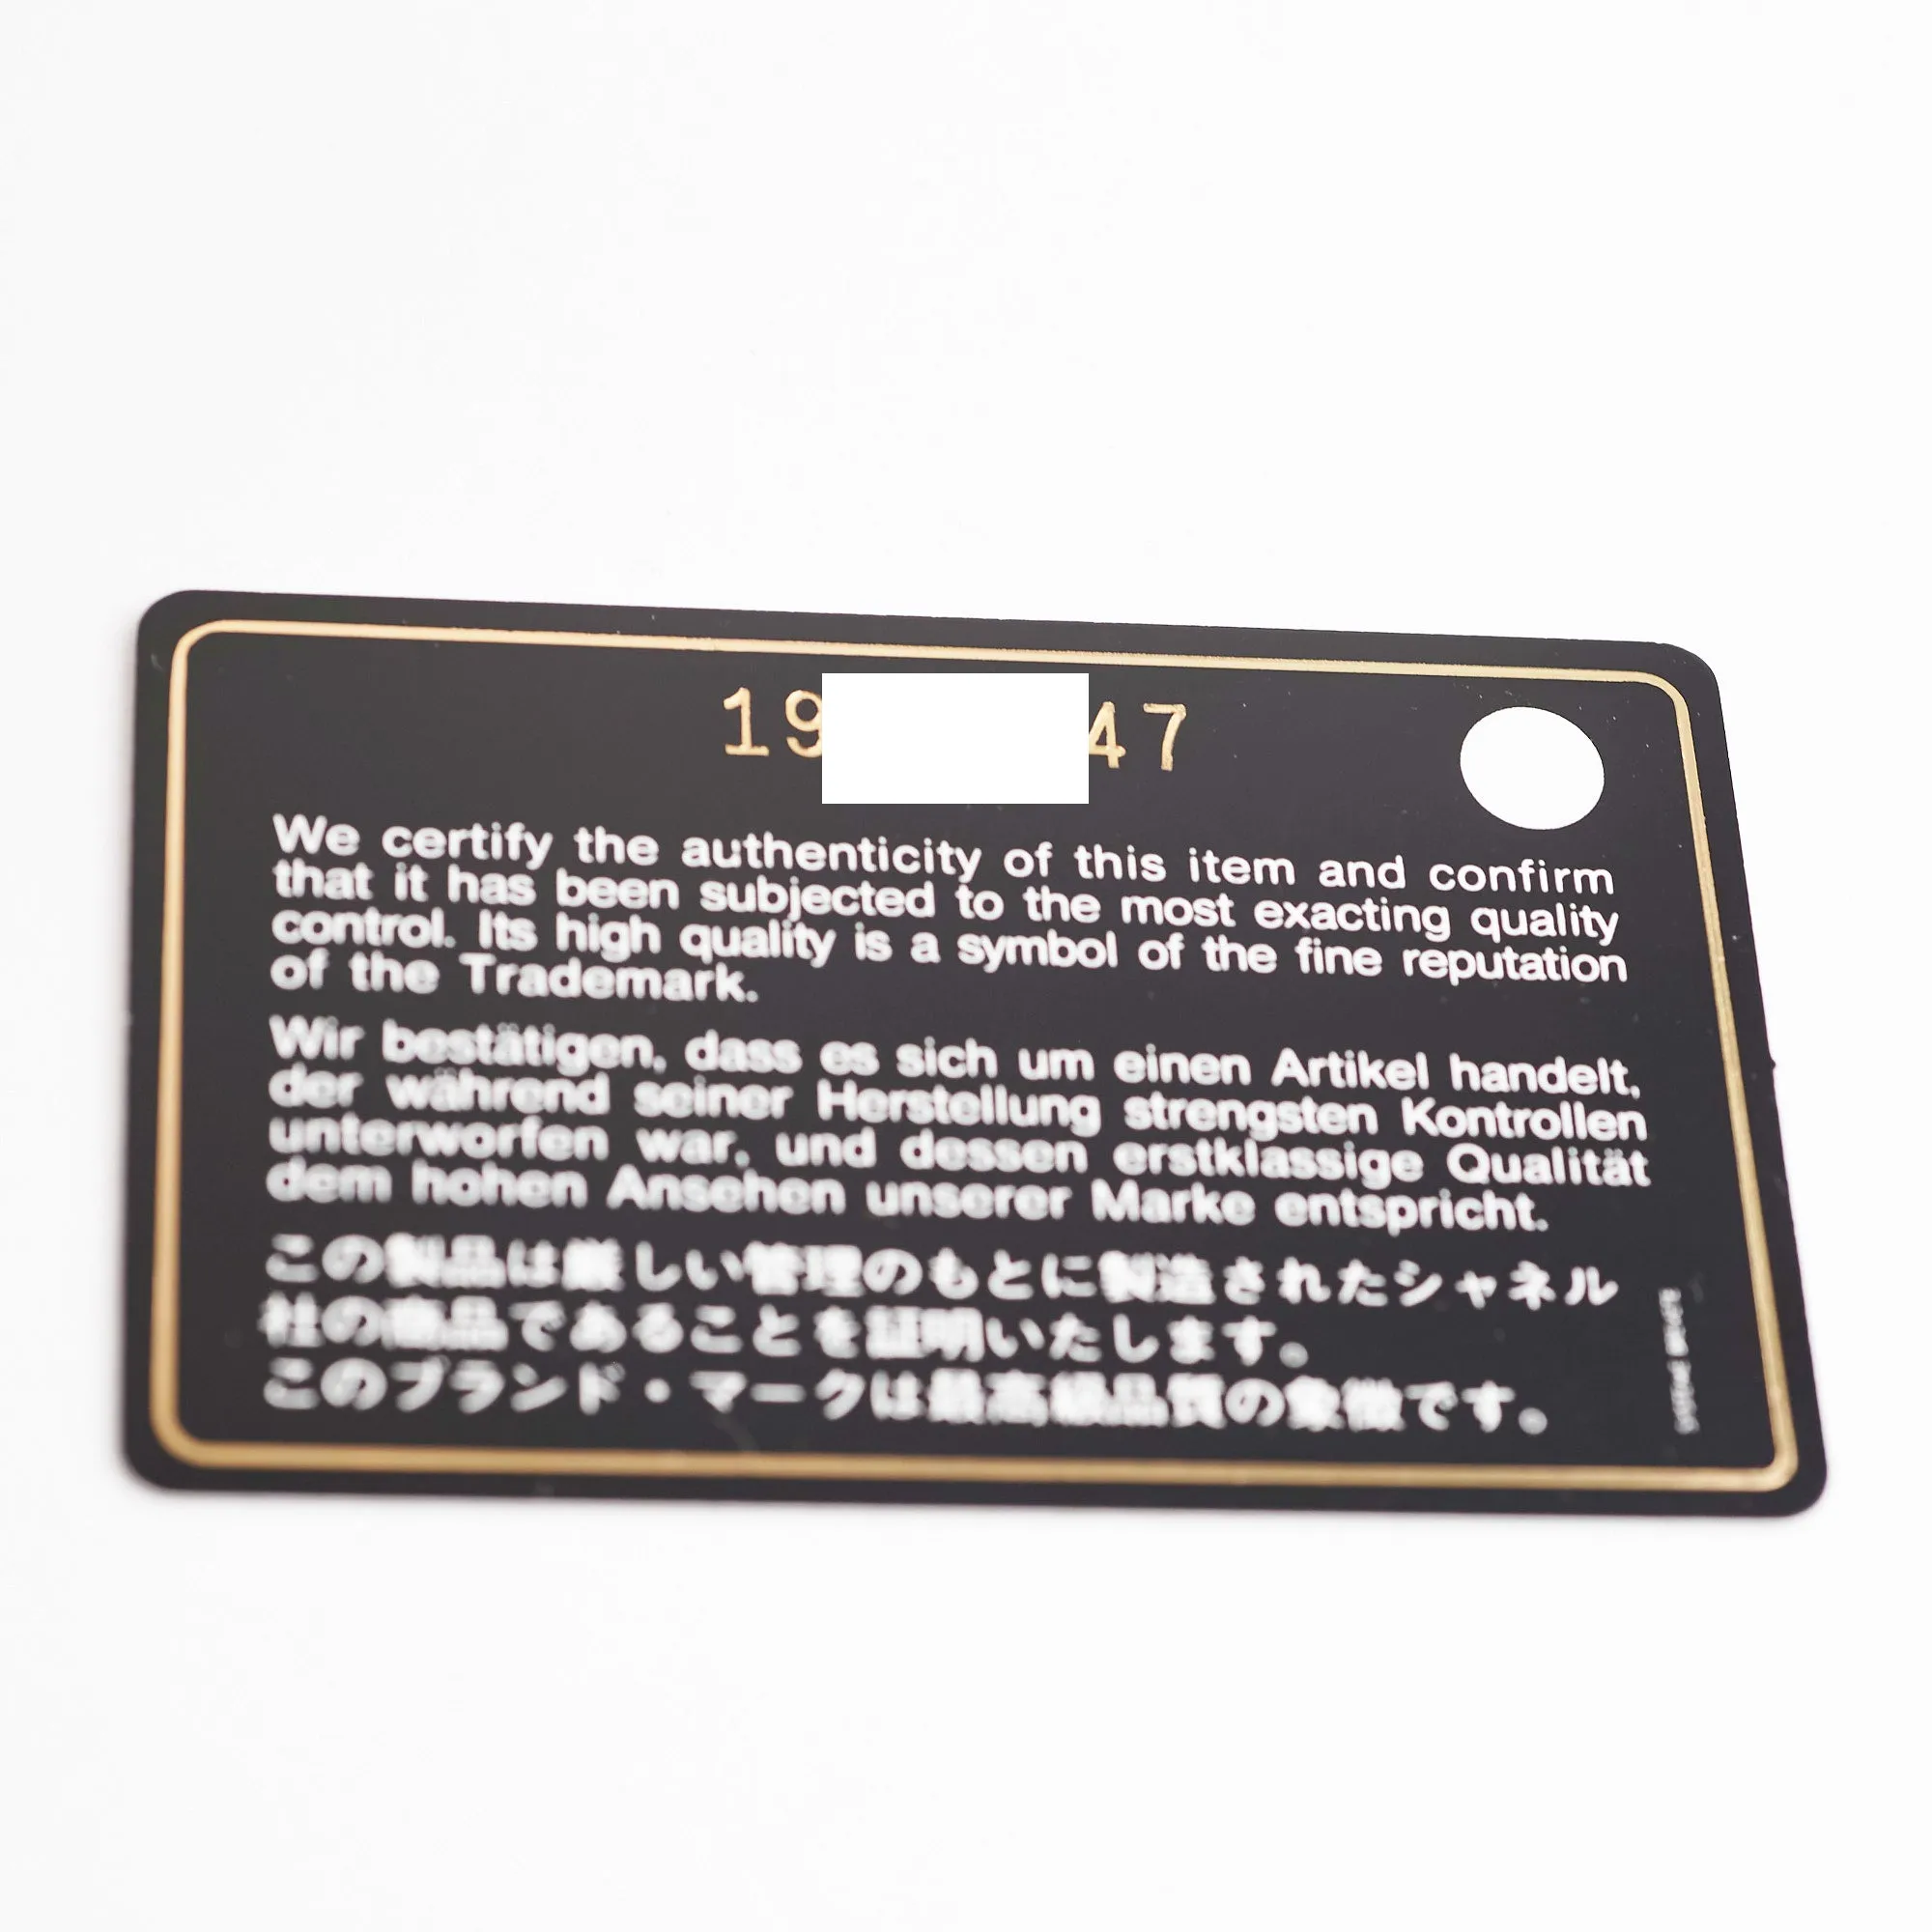 19 47
We certify the authenticity of this item and confirm
that it has been subjected to the most exacting quality
control. Its high quality is a symbol of the fine reputation
of the Trademark.
Wir bestätigen, dass es sich um einen Artikel handelt,
der während seiner Herstellung strengsten Kontrollen
unterworfen war, und dessen erstklassige Qualität
dem hohen Ansehen unserer Marke entspricht.
この製品は厳しい管理のもとに製造されたシャネル
社の商品であることを証明いたします。
このブランド・マークは最高級品質の象徴です。